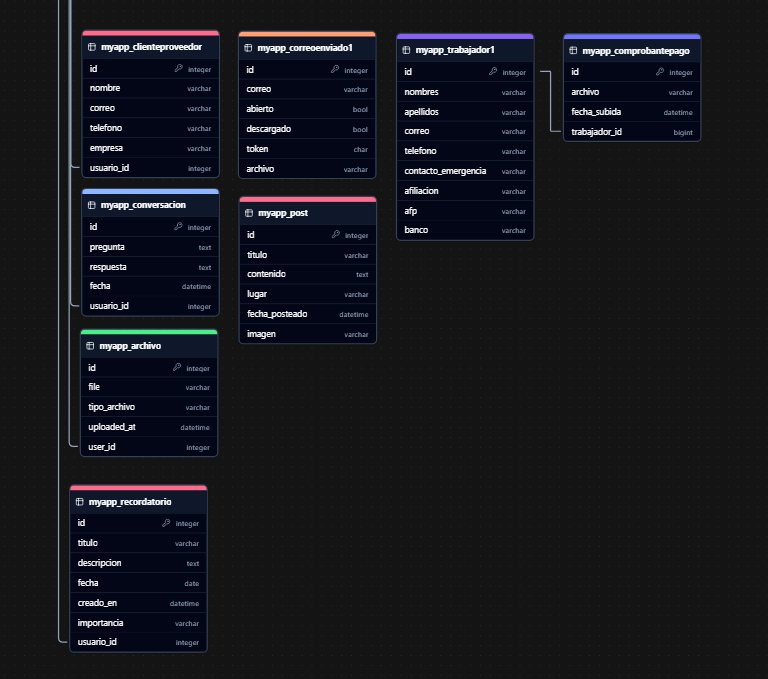 myapp_clienteproveedor
id integer
nombre varchar
correo varchar
telefono varchar
empresa varchar
usuario_id integer
myapp_conversacion
id integer
pregunta text
respuesta text
fecha datetime
usuario_id integer
myapp_archivo
id integer
file varchar
tipo_archivo varchar
uploaded_at datetime
user_id integer
myapp_recordatorio
id integer
titulo varchar
descripcion text
fecha date
creado_en datetime
importancia varchar
usuario_id integer
myapp_correoenviado1
id integer
correo varchar
abierto bool
descargado bool
token char
archivo varchar
myapp_post
id integer
titulo varchar
contenido text
lugar varchar
fecha_posteado datetime
imagen varchar
myapp_trabajador1
id integer
nombres varchar
apellidos varchar
correo varchar
telefono varchar
contacto_emergencia varchar
afiliacion varchar
afp varchar
banco varchar
myapp_comprobantepago
id integer
archivo varchar
fecha_subida datetime
trabajador_id bigint